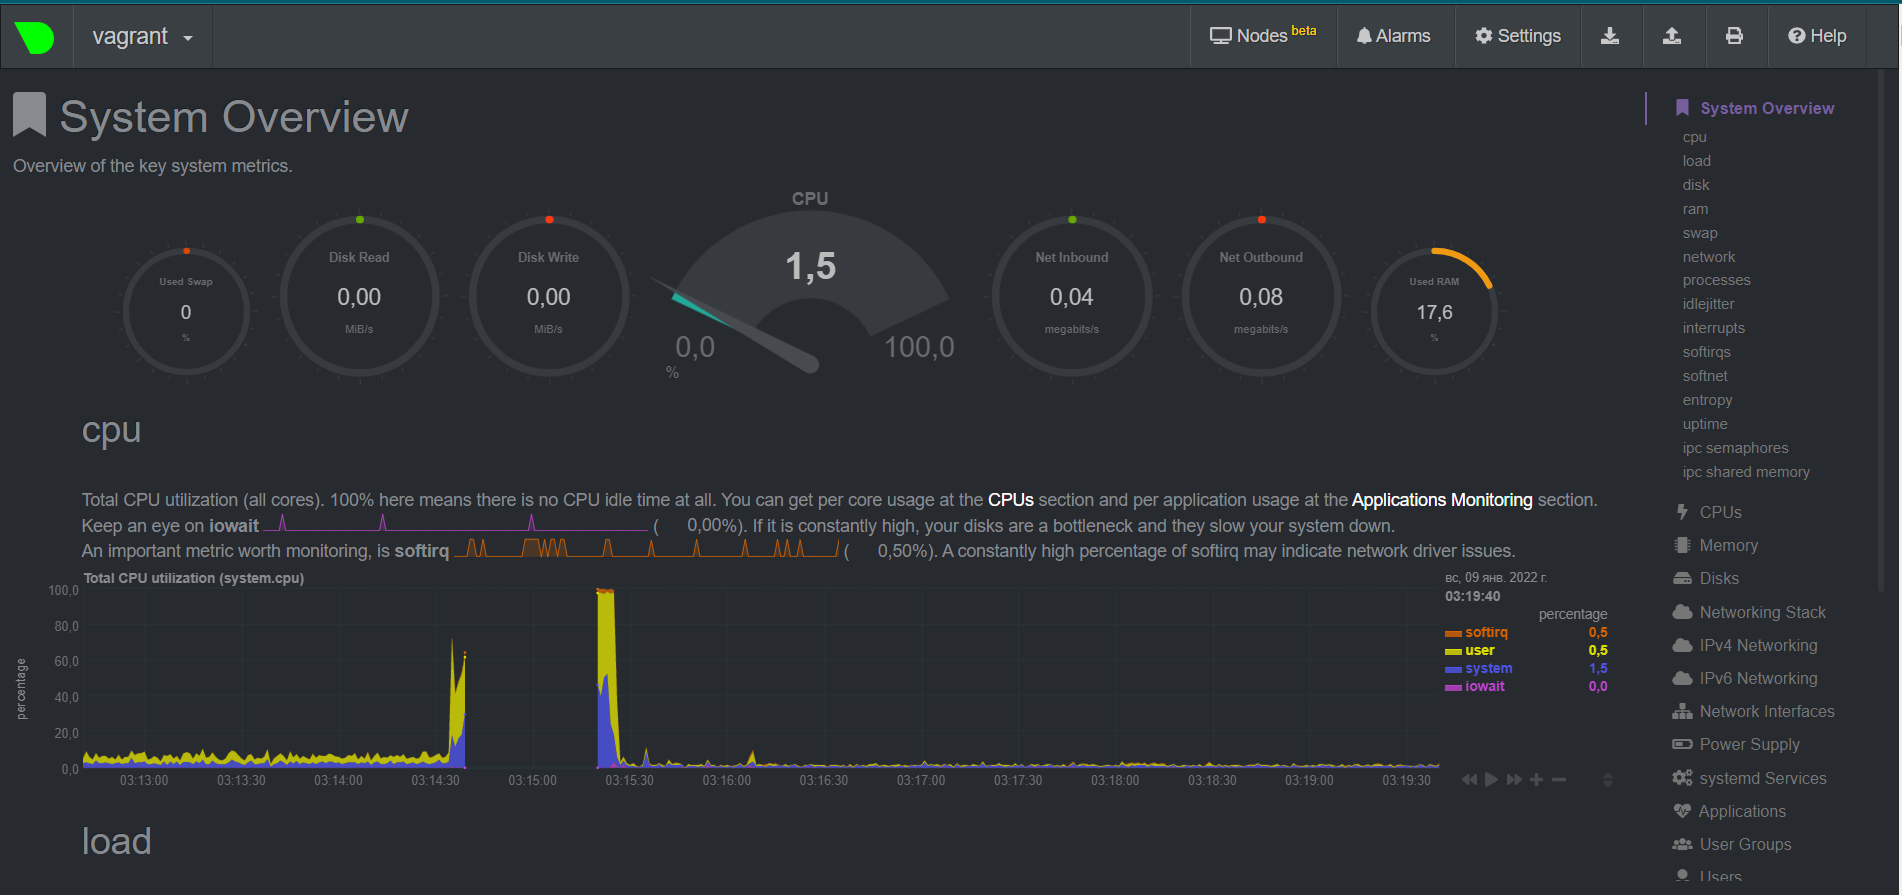 vagrant
Nodes beta
Alarms
Settings
Help
System Overview
Overview of the key system metrics.
Used Swap
0
%
Disk Read
0,00
MiB/s
Disk Write
0,00
MiB/s
CPU
1,5
0,0
100,0
%
Net Inbound
0,04
megabits/s
Net Outbound
0,08
megabits/s
Used RAM
17,6
%
cpu
Total CPU utilization (all cores). 100% here means there is no CPU idle time at all. You can get per core usage at the CPUs section and per application usage at the Applications Monitoring section.
Keep an eye on iowait ( 0,00%). If it is constantly high, your disks are a bottleneck and they slow your system down.
An important metric worth monitoring, is softirq ( 0,50%). A constantly high percentage of softirq may indicate network driver issues.
Total CPU utilization (system.cpu)
percentage
100,0
80,0
60,0
40,0
20,0
0,0
03:13:00 03:13:30 03:14:00 03:14:30 03:15:00 03:15:30 03:16:00 03:16:30 03:17:00 03:17:30 03:18:00 03:18:30 03:19:00 03:19:30
вс, 09 янв. 2022 г.
03:19:40
percentage
softirq 0,5
user 0,5
system 1,5
iowait 0,0
load
System Overview
cpu
load
disk
ram
swap
network
processes
idlejitter
interrupts
softirqs
softnet
entropy
uptime
ipc semaphores
ipc shared memory
CPUs
Memory
Disks
Networking Stack
IPv4 Networking
IPv6 Networking
Network Interfaces
Power Supply
systemd Services
Applications
User Groups
Users